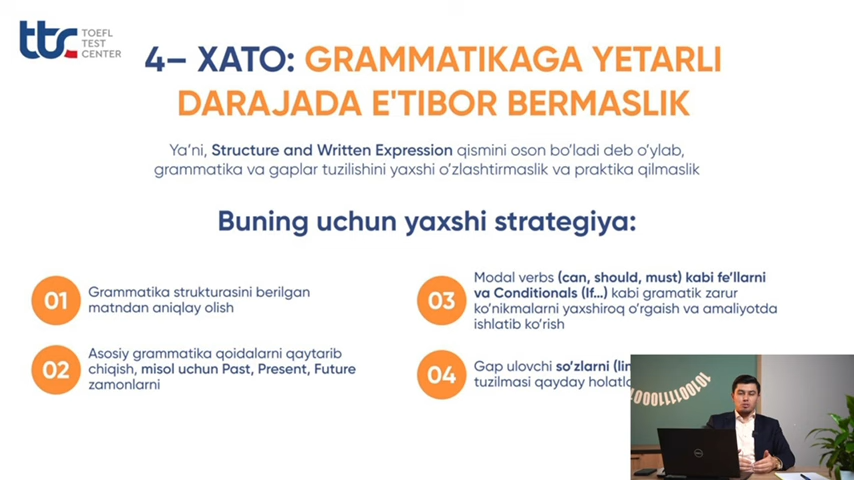 ttc TOEFL
TEST
CENTER
4– XATO: GRAMMATIKAGA YETARLI
DARAJADA E'TIBOR BERMASLIK
Ya’ni, Structure and Written Expression qismini oson bo’ladi deb o’ylab,
grammatika va gaplar tuzilishini yaxshi o’zlashtirmaslik va praktika qilmaslik
Buning uchun yaxshi strategiya:
01
Grammatika strukturasini berilgan
matndan aniqlay olish
02
Asosiy grammatika qoidalarni qaytarib
chiqish, misol uchun Past, Present, Future
zamonlarni
03
Modal verbs (can, should, must) kabi fe’llarni
va Conditionals (If...) kabi gramatik zarur
ko’nikmalarni yaxshiroq o’rgaish va amaliyotda
ishlatib ko’rish
04
Gap ulovchi so’zlarni
tuzilmasi qayday
DELL